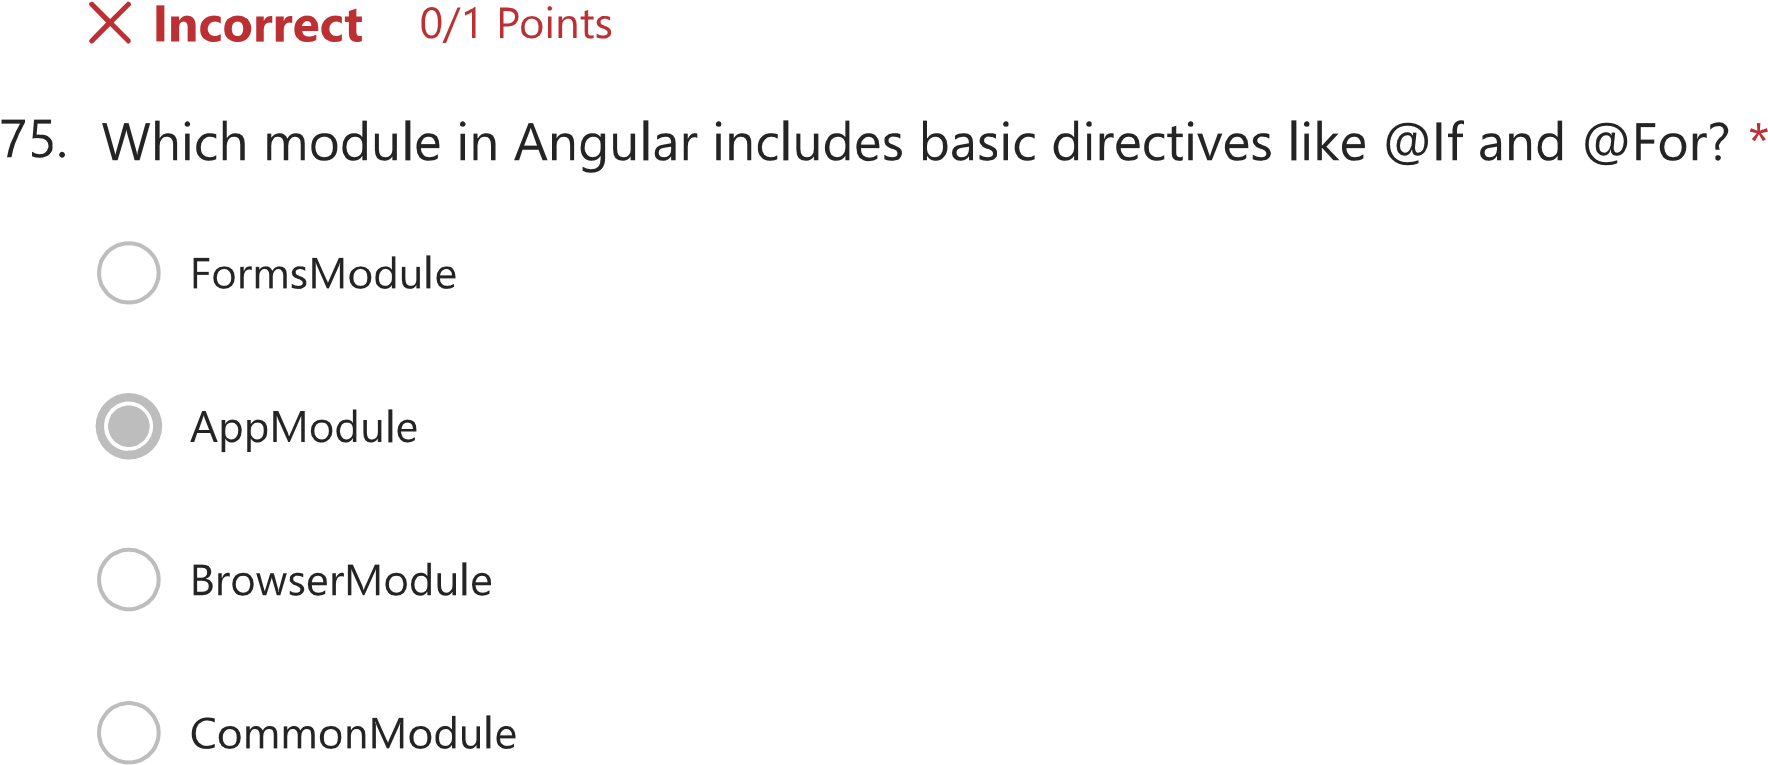 Incorrect 0/1 Points
75. Which module in Angular includes basic directives like @If and @For? *
FormsModule
AppModule
BrowserModule
CommonModule